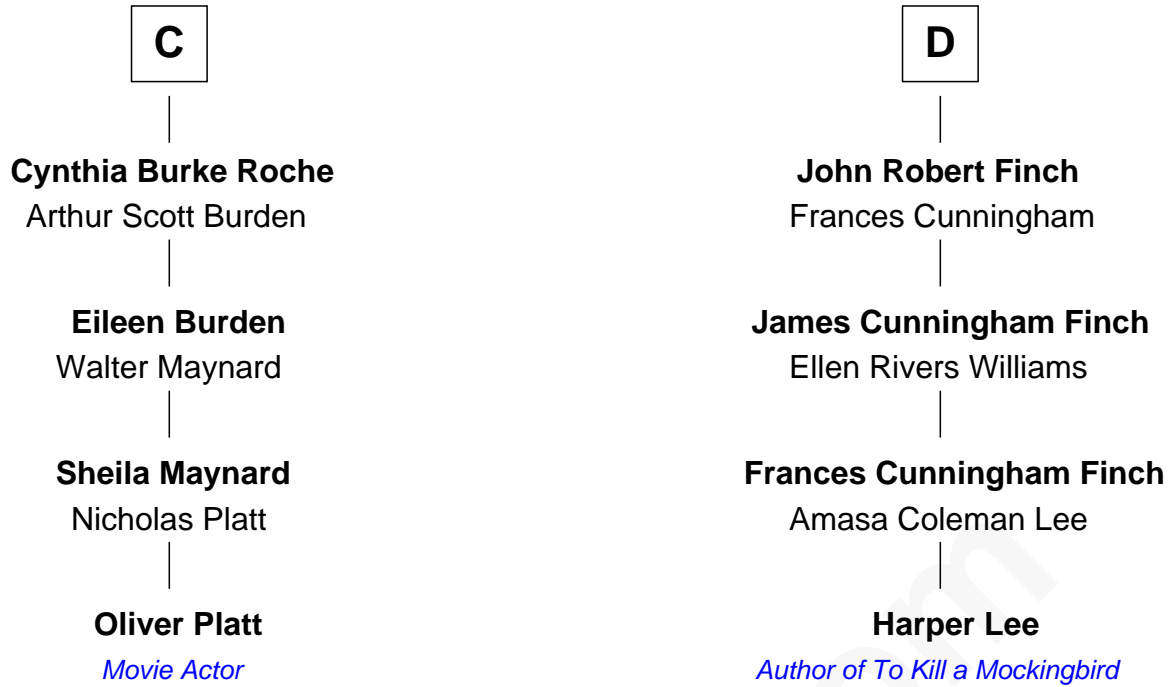 C
Cynthia Burke Roche
Arthur Scott Burden
Eileen Burden
Walter Maynard
Sheila Maynard
Nicholas Platt
Oliver Platt
Movie Actor
D
John Robert Finch
Frances Cunningham
James Cunningham Finch
Ellen Rivers Williams
Frances Cunningham Finch
Amasa Coleman Lee
Harper Lee
Author of To Kill a Mockingbird